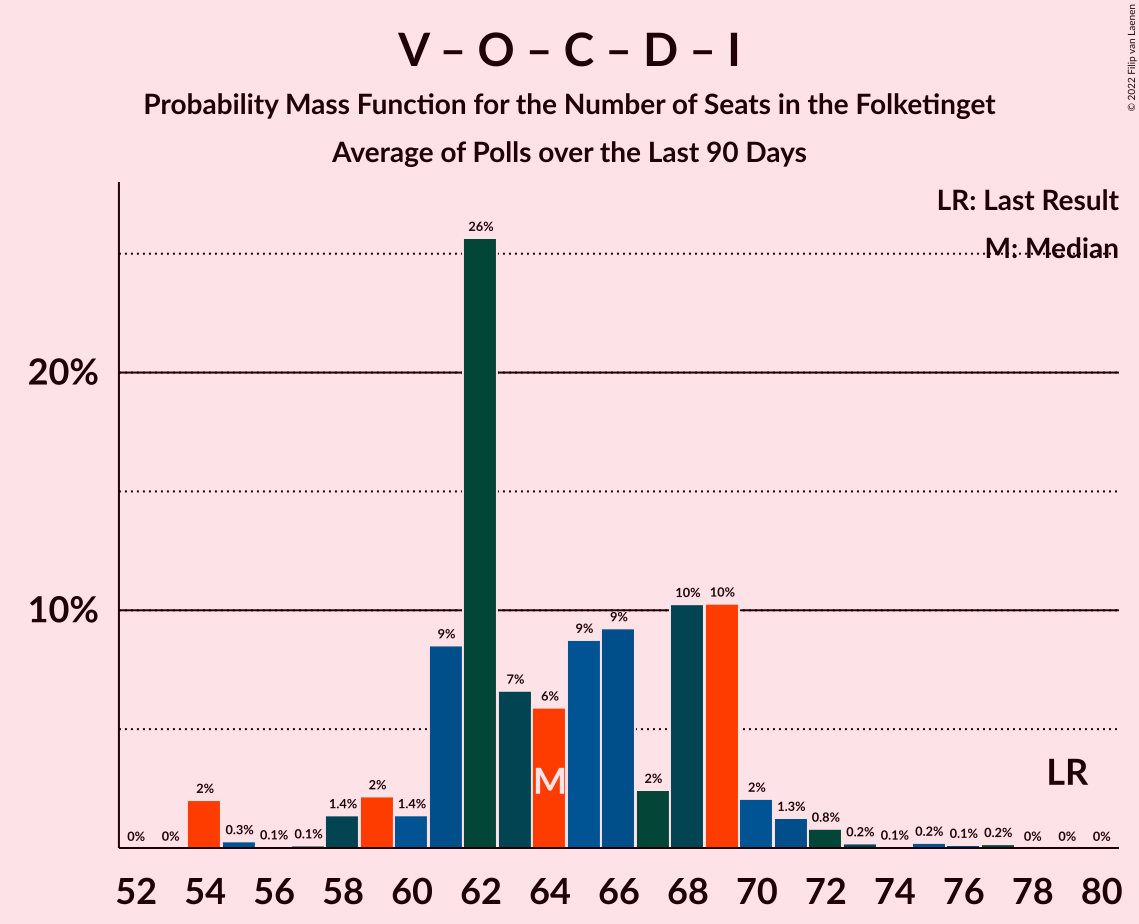 V – O – C – D – I
Probability Mass Function for the Number of Seats in the Folketinget
Average of Polls over the Last 90 Days
© 2022 Filip van Laenen
LR: Last Result
M: Median
20%
10%
0% 0% 2% 0.3% 0.1% 0.1% 1.4% 2% 1.4% 9% 26% 7% 6% 9% 9% 2% 10% 10% 2% 1.3% 0.8% 0.2% 0.1% 0.2% 0.1% 0.2% 0% 0% 0%
M
LR
52 54 56 58 60 62 64 66 68 70 72 74 76 78 80